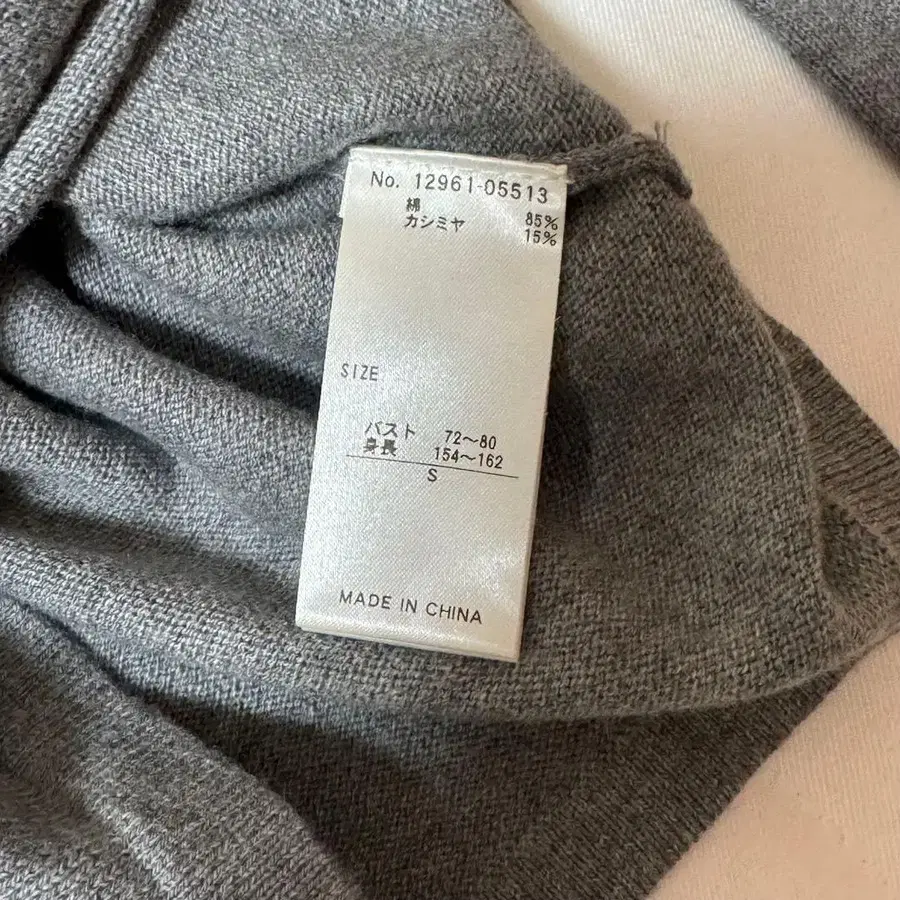 No. 12961-05513
綿 85%
カシミヤ 15%
SIZE
バスト 72～80
身長 154～162
S
MADE IN CHINA